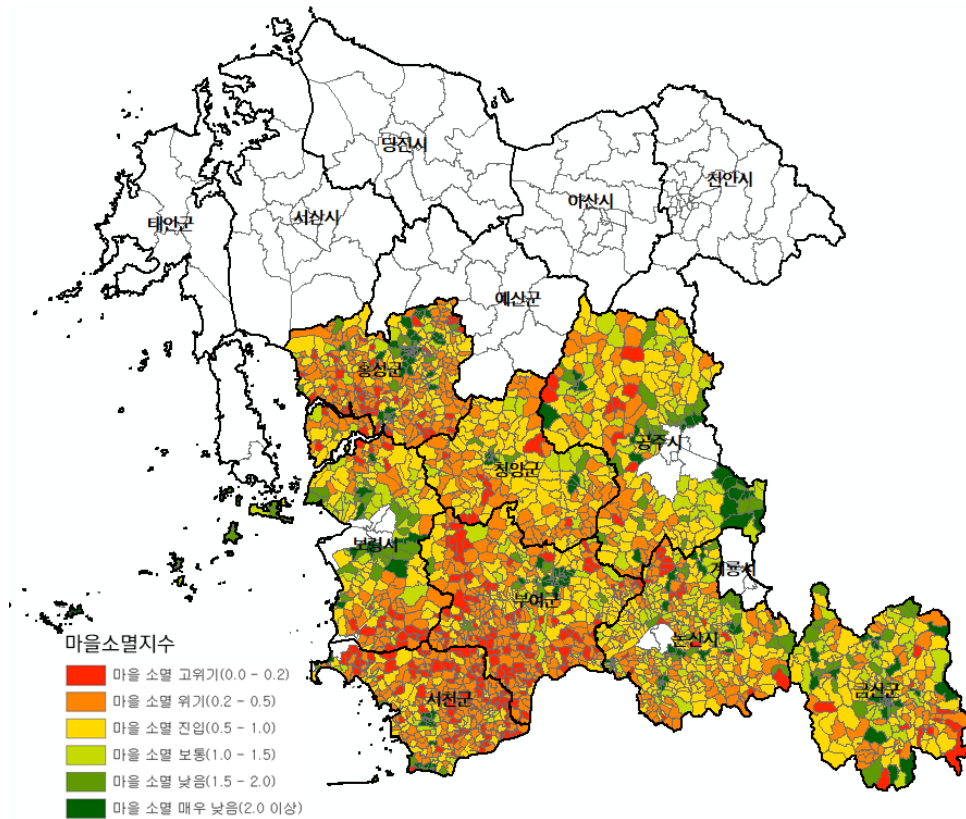 당진시
천안시
아산시
서산시
태안군
예산군
홍성군
공주시
청양군
보령시
계룡시
부여군
논산시
금산군
서천군
마을소멸지수
마을 소멸 고위기(0.0 - 0.2)
마을 소멸 위기(0.2 - 0.5)
마을 소멸 진입(0.5 - 1.0)
마을 소멸 보통(1.0 - 1.5)
마을 소멸 낮음(1.5 - 2.0)
마을 소멸 매우 낮음(2.0 이상)